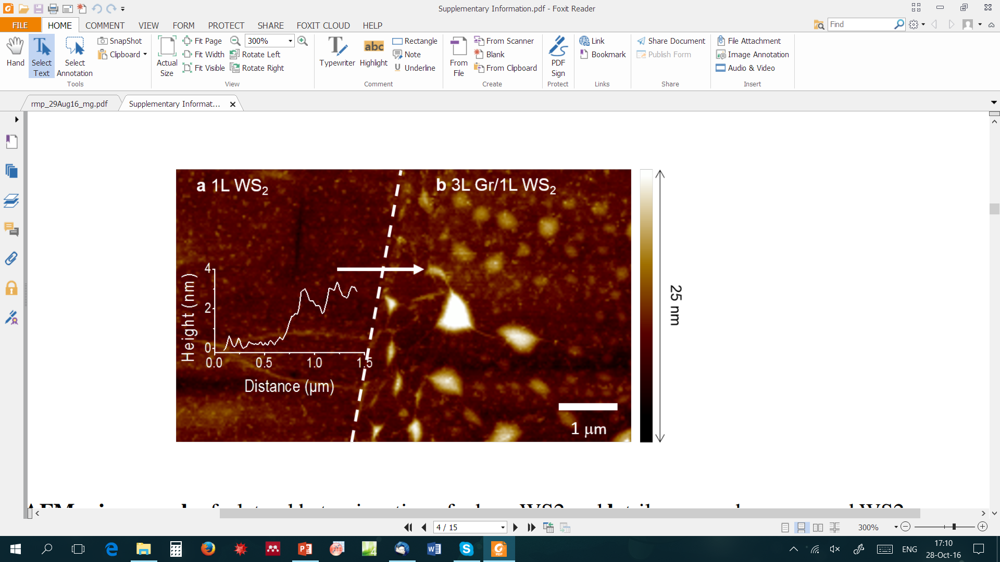 Supplementary Information.pdf - Foxit Reader
FILE HOME COMMENT VIEW FORM PROTECT SHARE FOXIT CLOUD HELP
Find
Hand
Select
Text
Select
Annotation
SnapShot
Clipboard
Tools
Actual
Size
Fit Page
Fit Width
Fit Visible
300%
Rotate Left
Rotate Right
View
Typewriter
Highlight
Rectangle
Note
Underline
Comment
From
File
From Scanner
Blank
From Clipboard
Create
PDF
Sign
Protect
Link
Bookmark
Links
Share Document
Publish Form
Share
File Attachment
Image Annotation
Audio & Video
Insert
rmp_29Aug16_mg.pdf
Supplementary Informat...
a 1L WS₂
b 3L Gr/1L WS₂
Height (nm)
4
2
0
0.0 0.5 1.0 1.5
Distance (µm)
1 µm
25 nm
4 / 15
300%
ENG
17:10
28-Oct-16